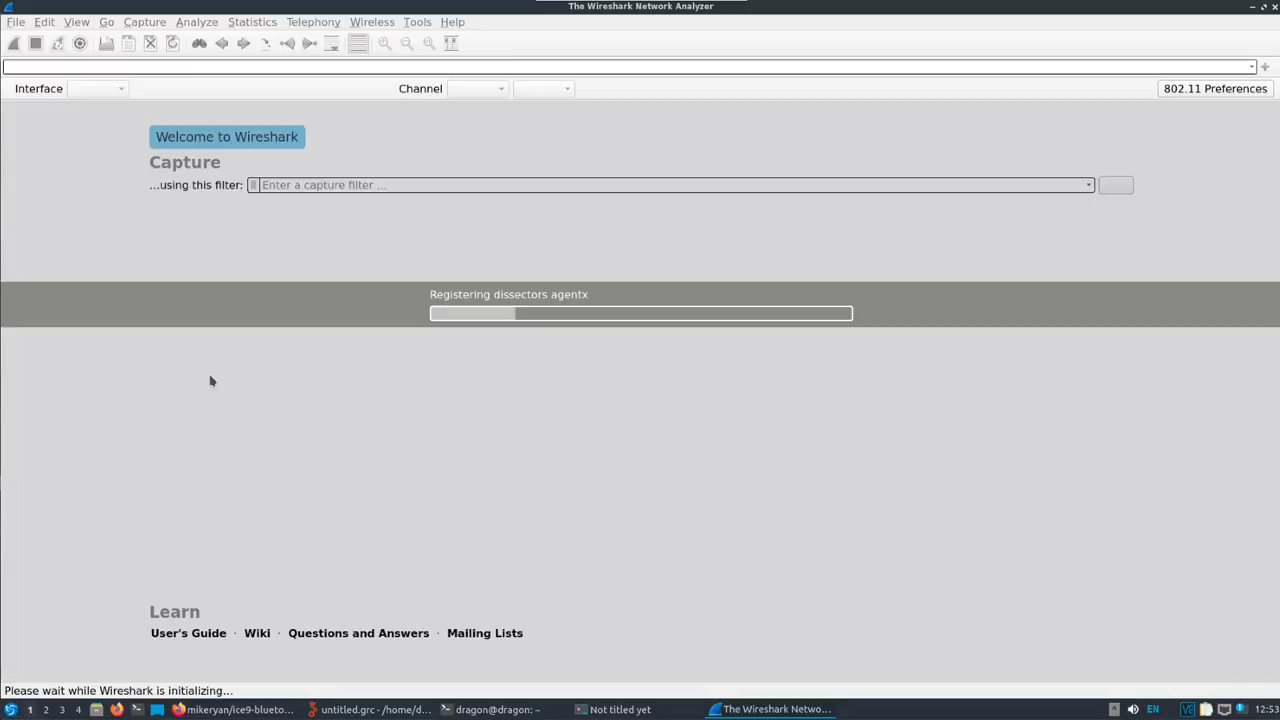 The Wireshark Network Analyzer
File Edit View Go Capture Analyze Statistics Telephony Wireless Tools Help
Interface Channel 802.11 Preferences
Welcome to Wireshark
Capture
...using this filter: Enter a capture filter ...
Registering dissectors agentx
Learn
User's Guide · Wiki · Questions and Answers · Mailing Lists
Please wait while Wireshark is initializing...
1 2 3 4 mikeryan/ice9-blueto... untitled.grc - /home/d... dragon@dragon: ~ Not titled yet The Wireshark Netwo... EN 12:53